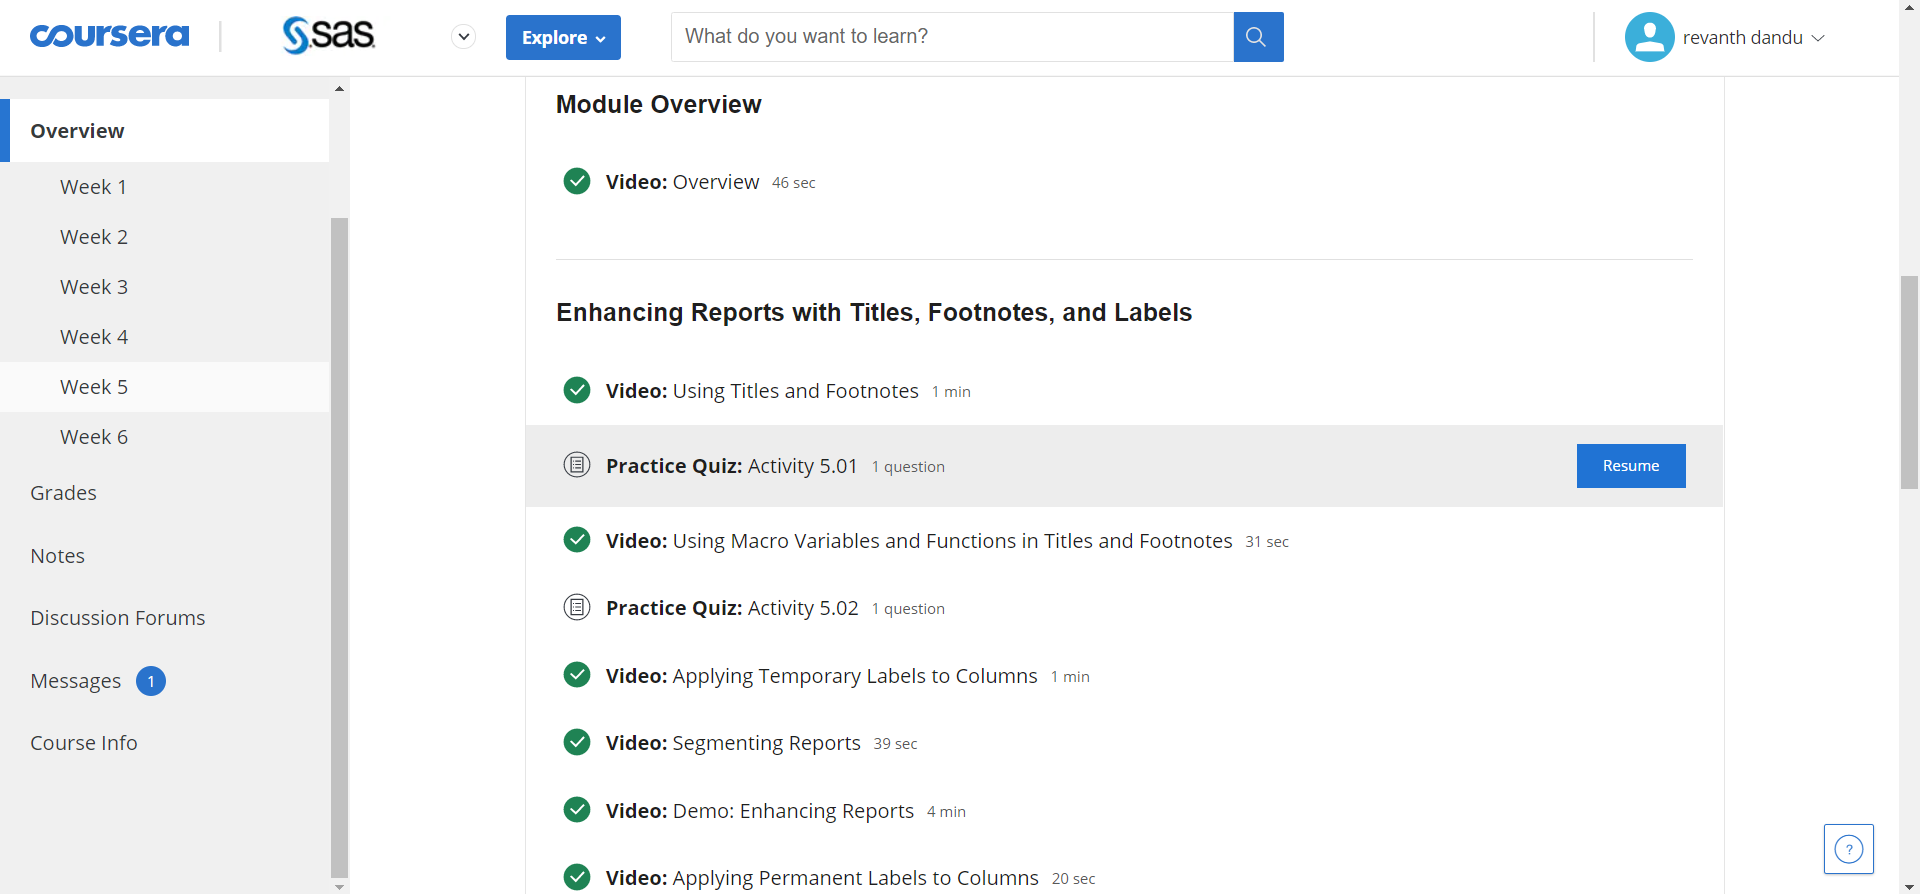 coursera
sas
Explore
What do you want to learn?
revanth dandu
Overview
Week 1
Week 2
Week 3
Week 4
Week 5
Week 6
Grades
Notes
Discussion Forums
Messages 1
Course Info
Module Overview
Video: Overview 46 sec
Enhancing Reports with Titles, Footnotes, and Labels
Video: Using Titles and Footnotes 1 min
Practice Quiz: Activity 5.01 1 question
Resume
Video: Using Macro Variables and Functions in Titles and Footnotes 31 sec
Practice Quiz: Activity 5.02 1 question
Video: Applying Temporary Labels to Columns 1 min
Video: Segmenting Reports 39 sec
Video: Demo: Enhancing Reports 4 min
Video: Applying Permanent Labels to Columns 20 sec
?